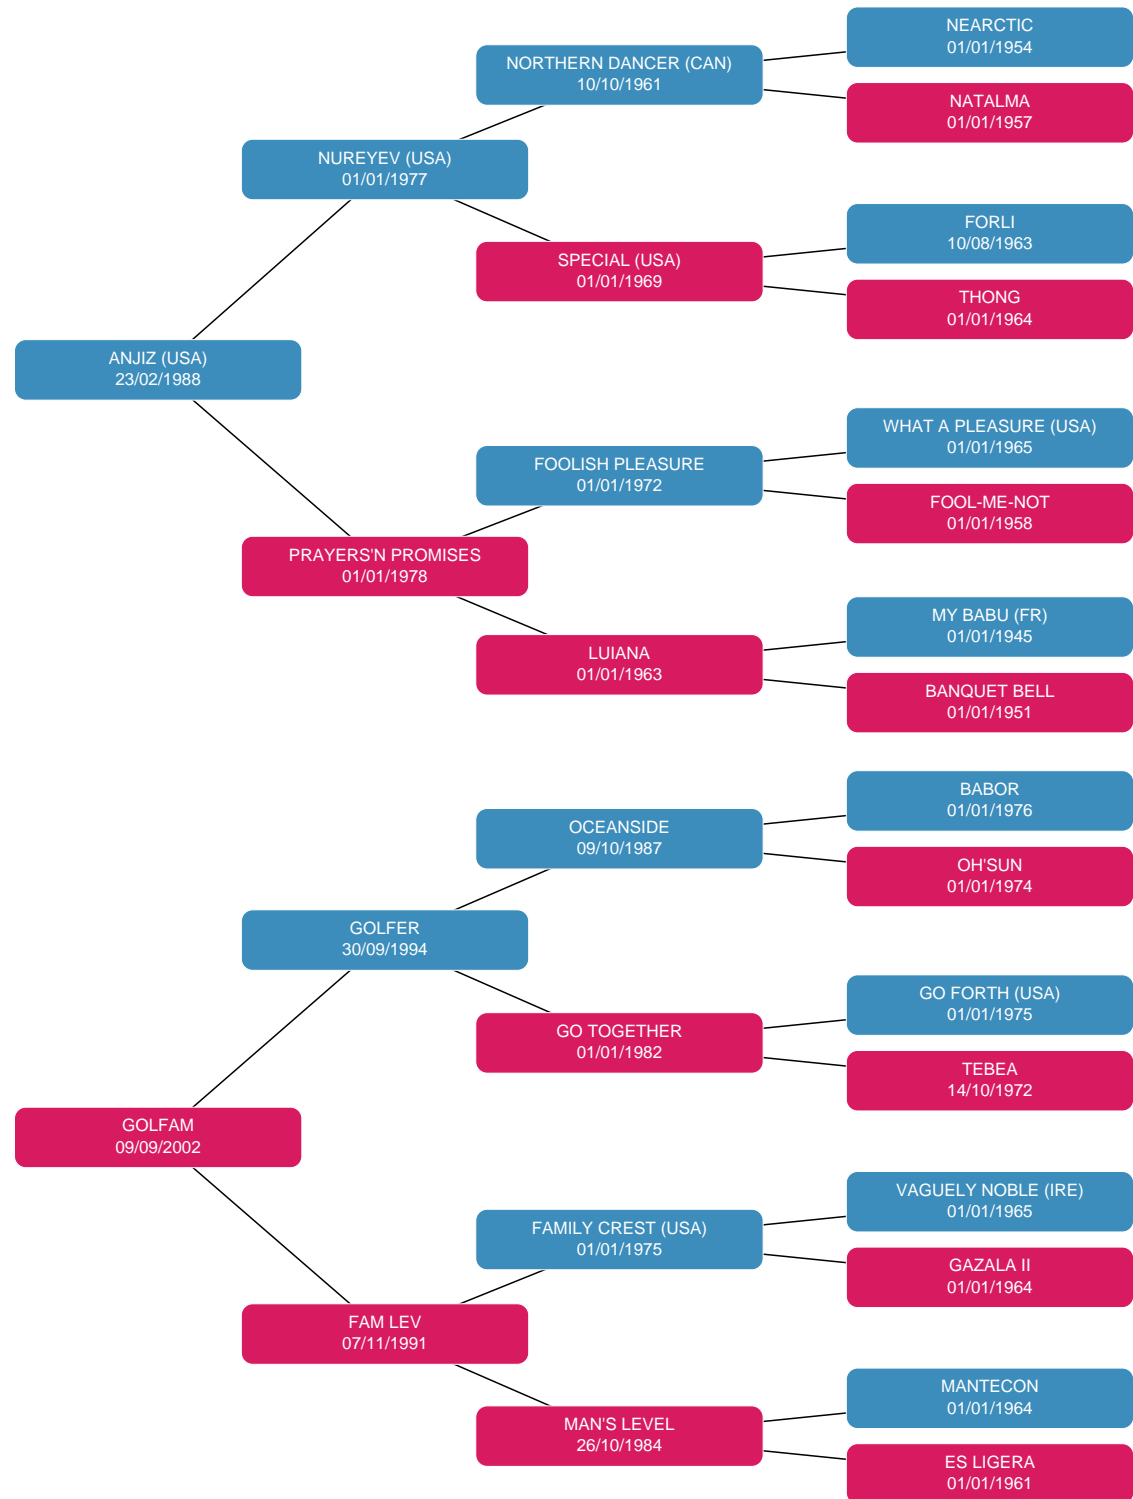 NEARCTIC
01/01/1954
NORTHERN DANCER (CAN)
10/10/1961
NATALMA
01/01/1957
NUREYEV (USA)
01/01/1977
FORLI
10/08/1963
SPECIAL (USA)
01/01/1969
THONG
01/01/1964
ANJIZ (USA)
23/02/1988
WHAT A PLEASURE (USA)
01/01/1965
FOOLISH PLEASURE
01/01/1972
FOOL-ME-NOT
01/01/1958
PRAYERS'N PROMISES
01/01/1978
MY BABU (FR)
01/01/1945
LUIANA
01/01/1963
BANQUET BELL
01/01/1951
BABOR
01/01/1976
OCEANSIDE
09/10/1987
OH'SUN
01/01/1974
GOLFER
30/09/1994
GO FORTH (USA)
01/01/1975
GO TOGETHER
01/01/1982
TEBEA
14/10/1972
GOLFAM
09/09/2002
VAGUELY NOBLE (IRE)
01/01/1965
FAMILY CREST (USA)
01/01/1975
GAZALA II
01/01/1964
FAM LEV
07/11/1991
MANTECON
01/01/1964
MAN'S LEVEL
26/10/1984
ES LIGERA
01/01/1961